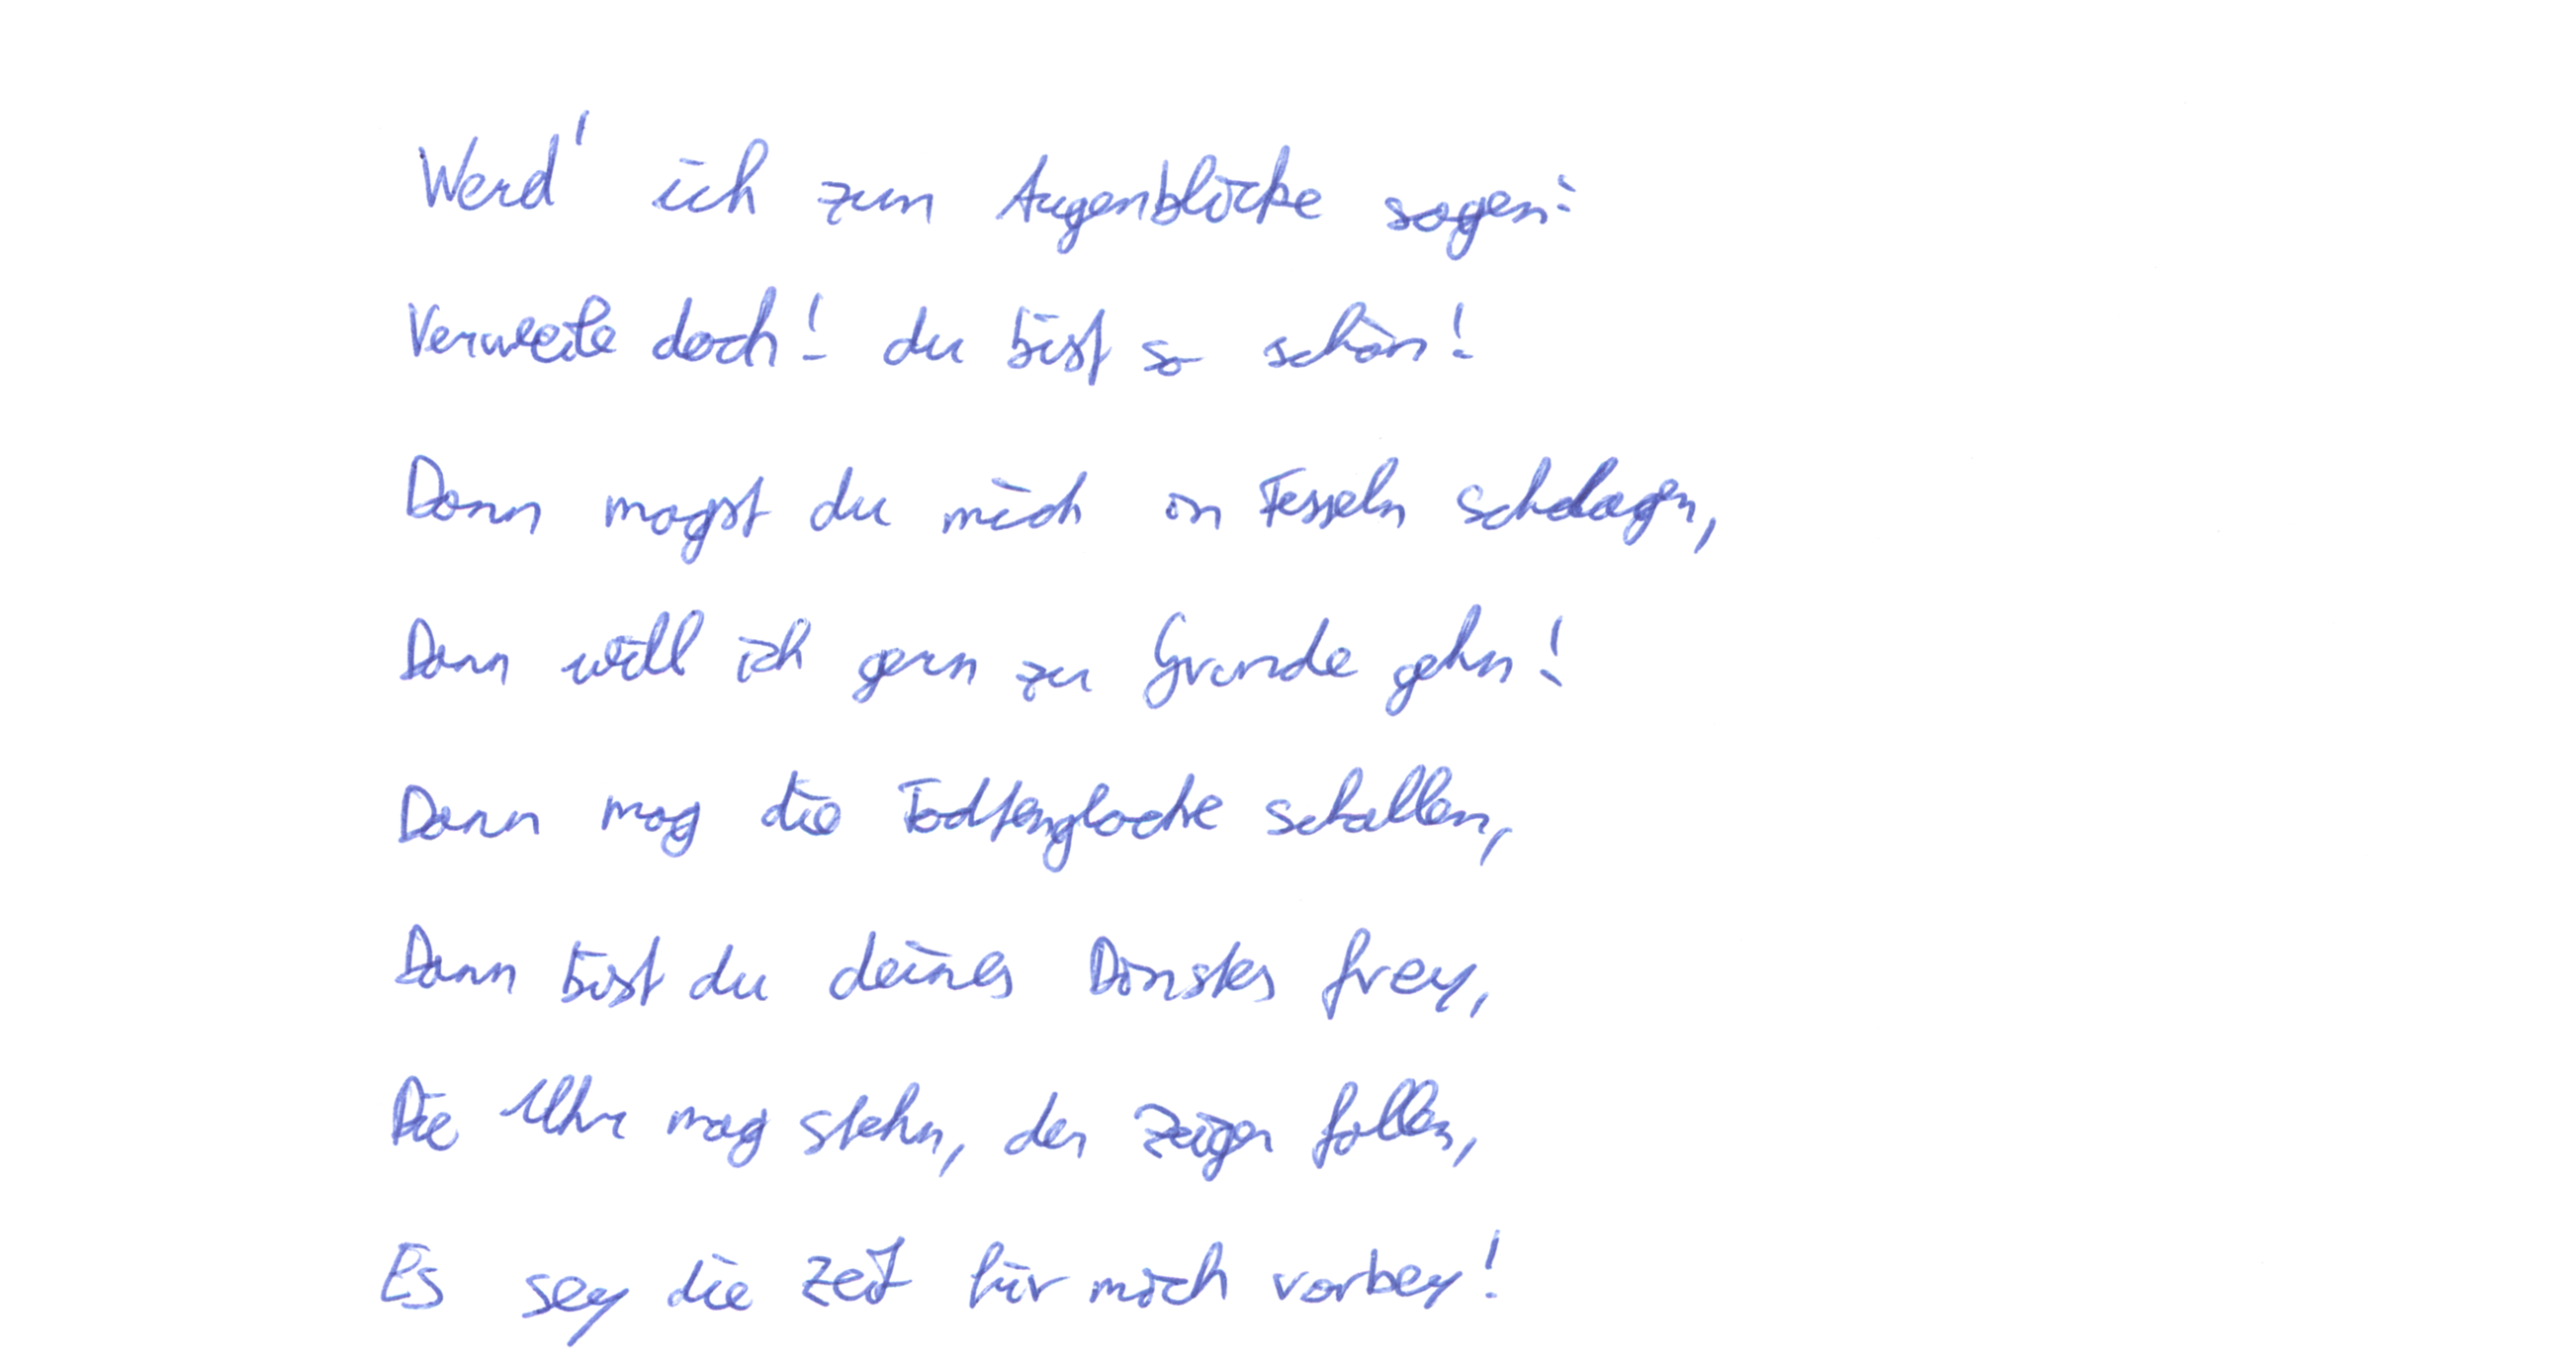 Werd' ich zum Augenblicke sagen:
Verweile doch! du bist so schön!
Dann magst du mich in Fesseln schlagen,
Dann will ich gern zu Grunde gehn!
Dann mag die Todtenglocke schallen,
Dann bist du deines Dinstes frey,
Die Uhr mag stehn, der Zeiger fallen,
Es sey die Zeit für mich vorbey!